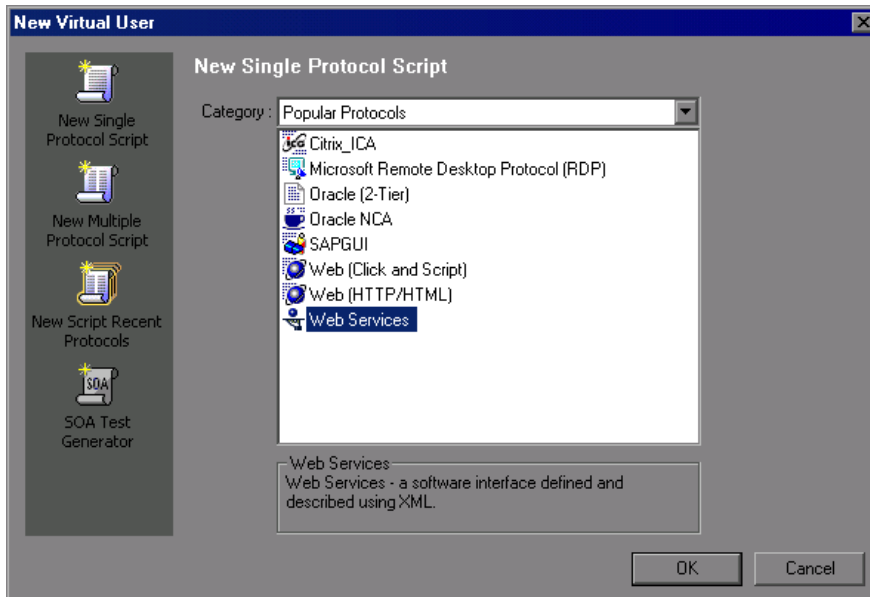 New Virtual User
New Single
Protocol Script
New Multiple
Protocol Script
New Script Recent
Protocols
SOA
SOA Test
Generator
New Single Protocol Script
Category : Popular Protocols
Citrix_ICA
Microsoft Remote Desktop Protocol (RDP)
Oracle (2-Tier)
Oracle NCA
SAPGUI
Web (Click and Script)
Web (HTTP/HTML)
Web Services
Web Services
Web Services - a software interface defined and
described using XML.
OK Cancel